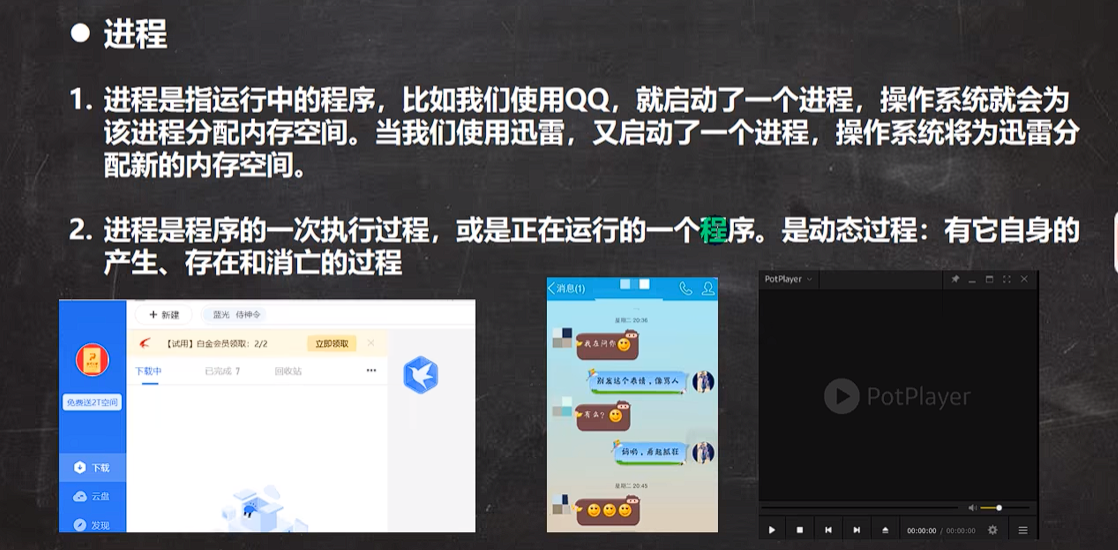 ● 进程
1. 进程是指运行中的程序，比如我们使用QQ，就启动了一个进程，操作系统就会为
该进程分配内存空间。当我们使用迅雷，又启动了一个进程，操作系统将为迅雷分
配新的内存空间。
2. 进程是程序的一次执行过程，或是正在运行的一个程序。是动态过程：有它自身的
产生、存在和消亡的过程
+ 新建
蓝光 侍神令
【试用】白金会员领取：2/2
立即领取
下载中
已完成 7
回收站
免费送2T空间
下载
云盘
发现
消息(1)
星期二 20:36
我在问你
别发这个表情，像骂人
有么？
妈哟，看起抓狂
星期二 20:45
PotPlayer
PotPlayer
00:00:00 / 00:00:00